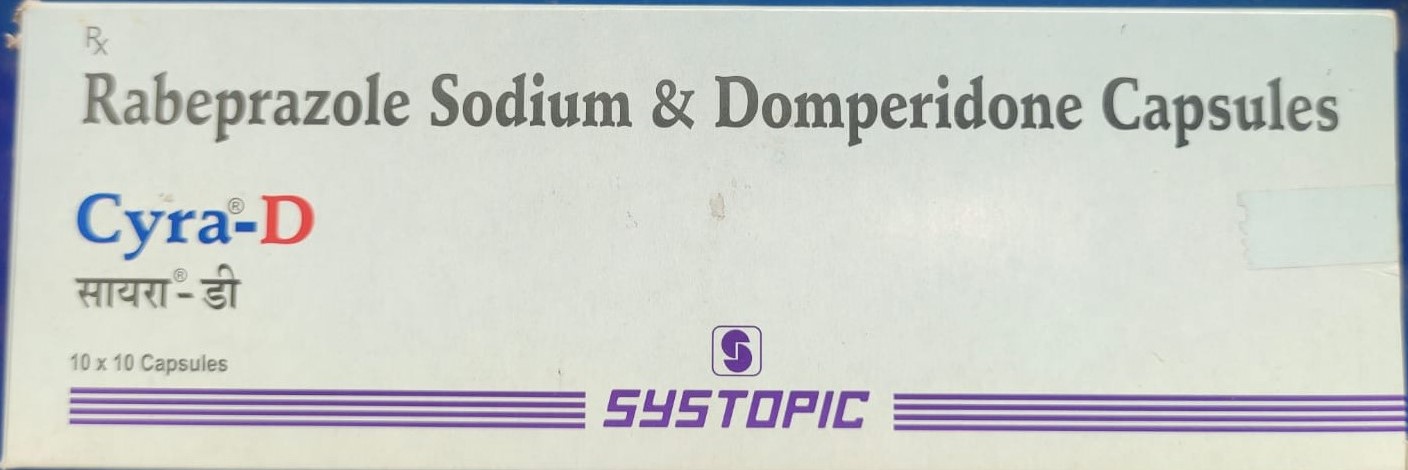 Rx
Rabeprazole Sodium & Domperidone Capsules
Cyra®-D
सायरा®-डी
10 x 10 Capsules
SYSTOPIC